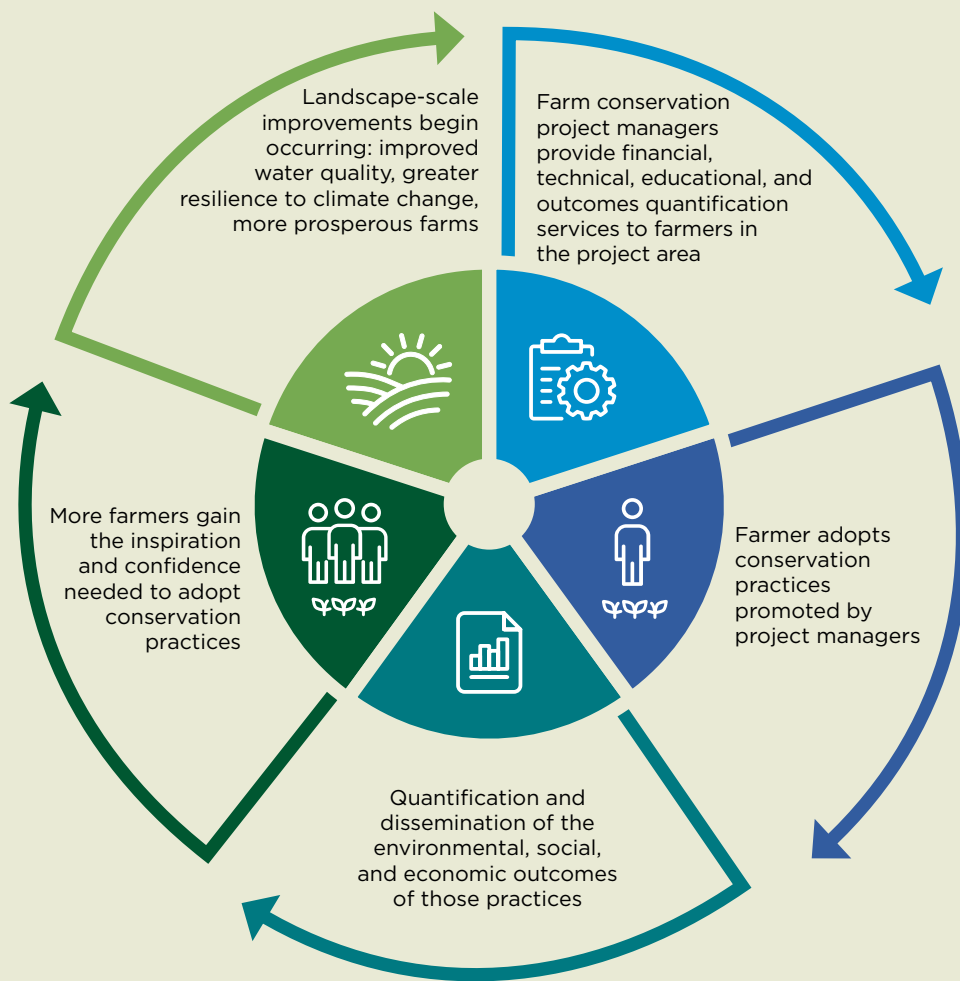 Landscape-scale
improvements begin
occurring: improved
water quality, greater
resilience to climate change,
more prosperous farms
Farm conservation
project managers
provide financial,
technical, educational, and
outcomes quantification
services to farmers in
the project area
Farmer adopts
conservation
practices
promoted by
project managers
Quantification and
dissemination of the
environmental, social,
and economic outcomes
of those practices
More farmers gain
the inspiration
and confidence
needed to adopt
conservation
practices